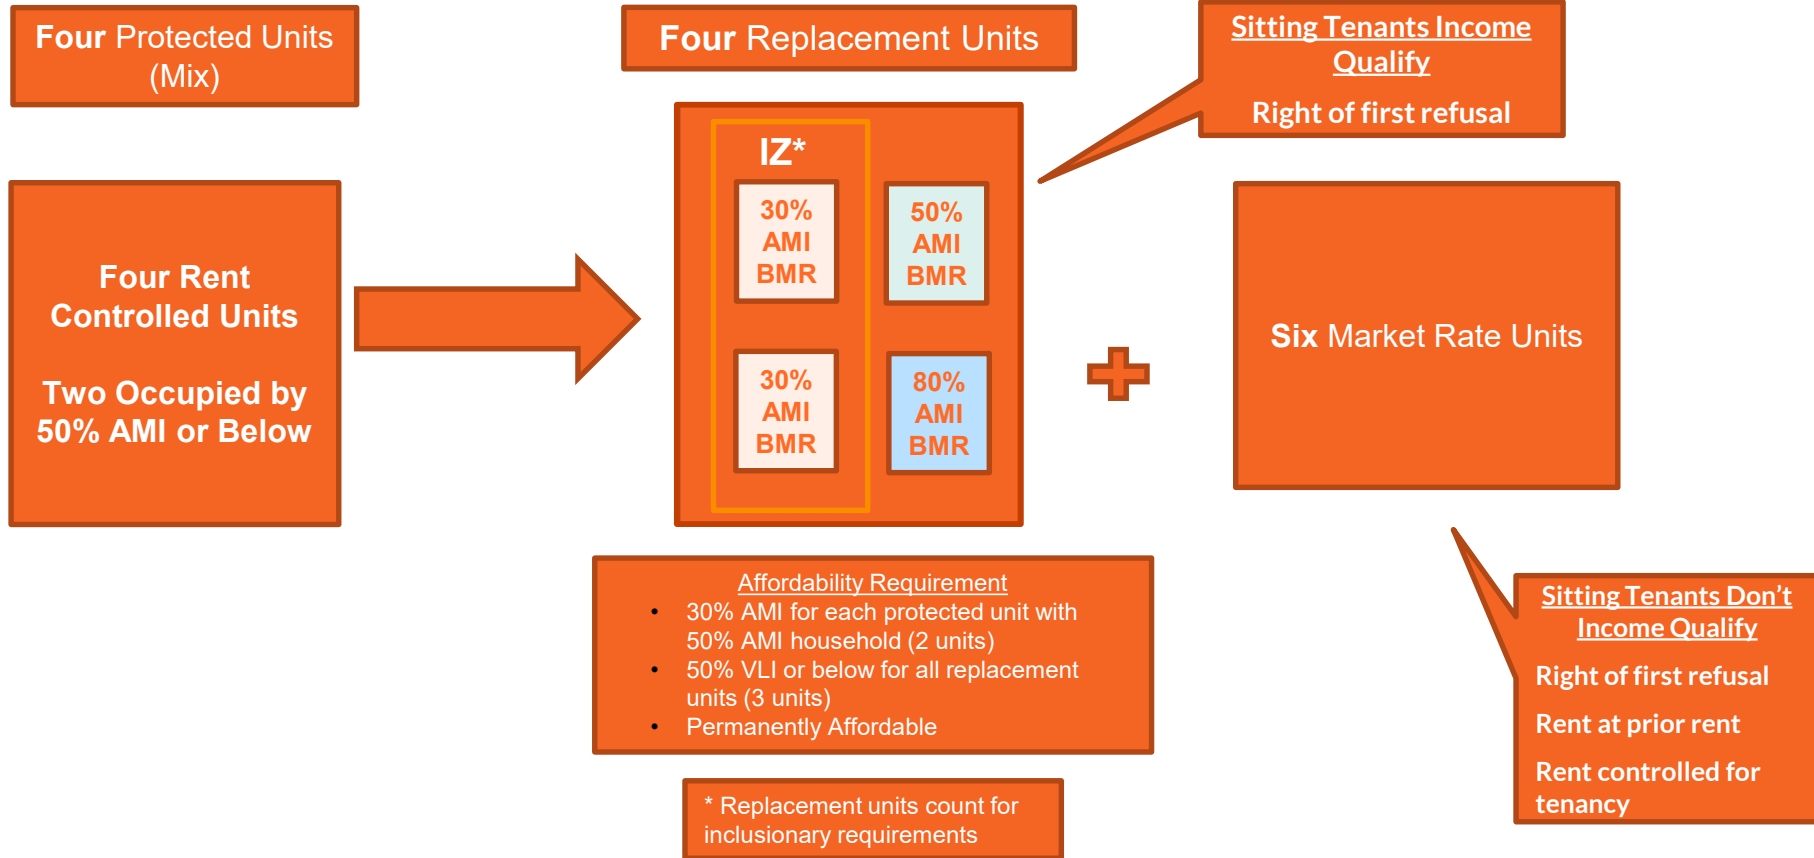 Four Protected Units
(Mix)
Four Rent
Controlled Units
Two Occupied by
50% AMI or Below
Four Replacement Units
IZ*
30%
AMI
BMR
50%
AMI
BMR
30%
AMI
BMR
80%
AMI
BMR
Sitting Tenants Income
Qualify
Right of first refusal
Six Market Rate Units
Affordability Requirement
• 30% AMI for each protected unit with
50% AMI household (2 units)
• 50% VLI or below for all replacement
units (3 units)
• Permanently Affordable
* Replacement units count for
inclusionary requirements
Sitting Tenants Don't
Income Qualify
Right of first refusal
Rent at prior rent
Rent controlled for
tenancy